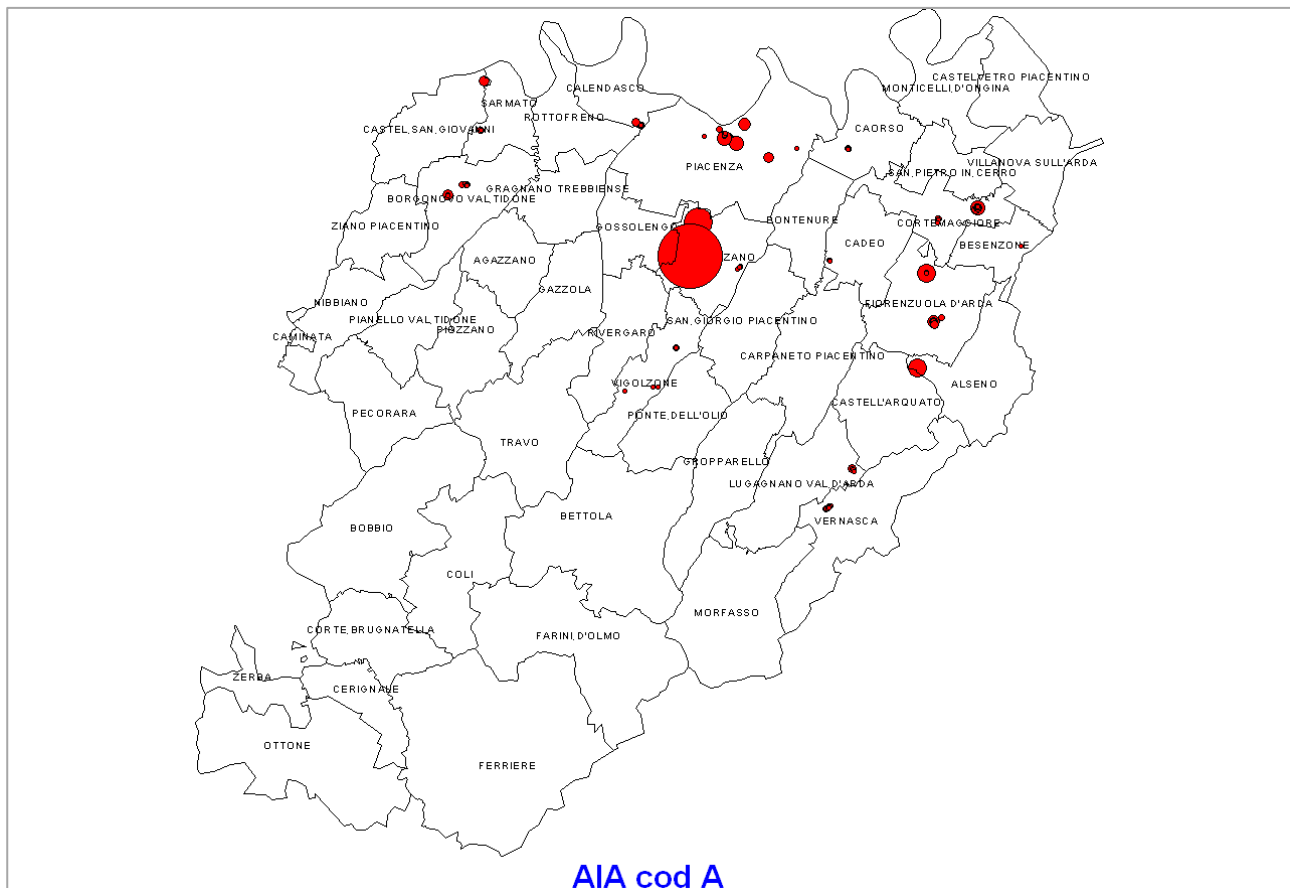 CASTELVETRO PIACENTINO
MONTICELLI,D'ONGINA
CALENDASCO
SARMATO
ROTTOFRENO
CASTEL,SAN,GIOVANNI
CAORSO
VILLANOVA SULL'ARDA
PIACENZA
SAN,PIETRO IN,CERRO
GRAGNANO TREBBIENSE
BORGONOVO VAL TIDONE
ZIANO PIACENTINO
GOSSOLENGO
PONTENURE
CORTEMAGGIORE
CADEO
BESENZONE
AGAZZANO
ZZANO
GAZZOLA
NIBBIANO
FIORENZUOLA D'ARDA
PIANELLO VAL,TIDONE
PIOZZANO
SAN,GIORGIO PIACENTINO
CAMINATA
RIVERGARO
CARPANETO PIACENTINO
VIGOLZONE
ALSENO
CASTELL'ARQUATO
PECORARA
PONTE,DELL'OLIO
TRAVO
GROPPARELLO
LUGAGNANO VAL D'ARDA
BETTOLA
VERNASCA
BOBBIO
COLI
MORFASSO
CORTE,BRUGNATELLA
FARINI,D'OLMO
ZERBA
CERIGNALE
OTTONE
FERRIERE
AIA cod A